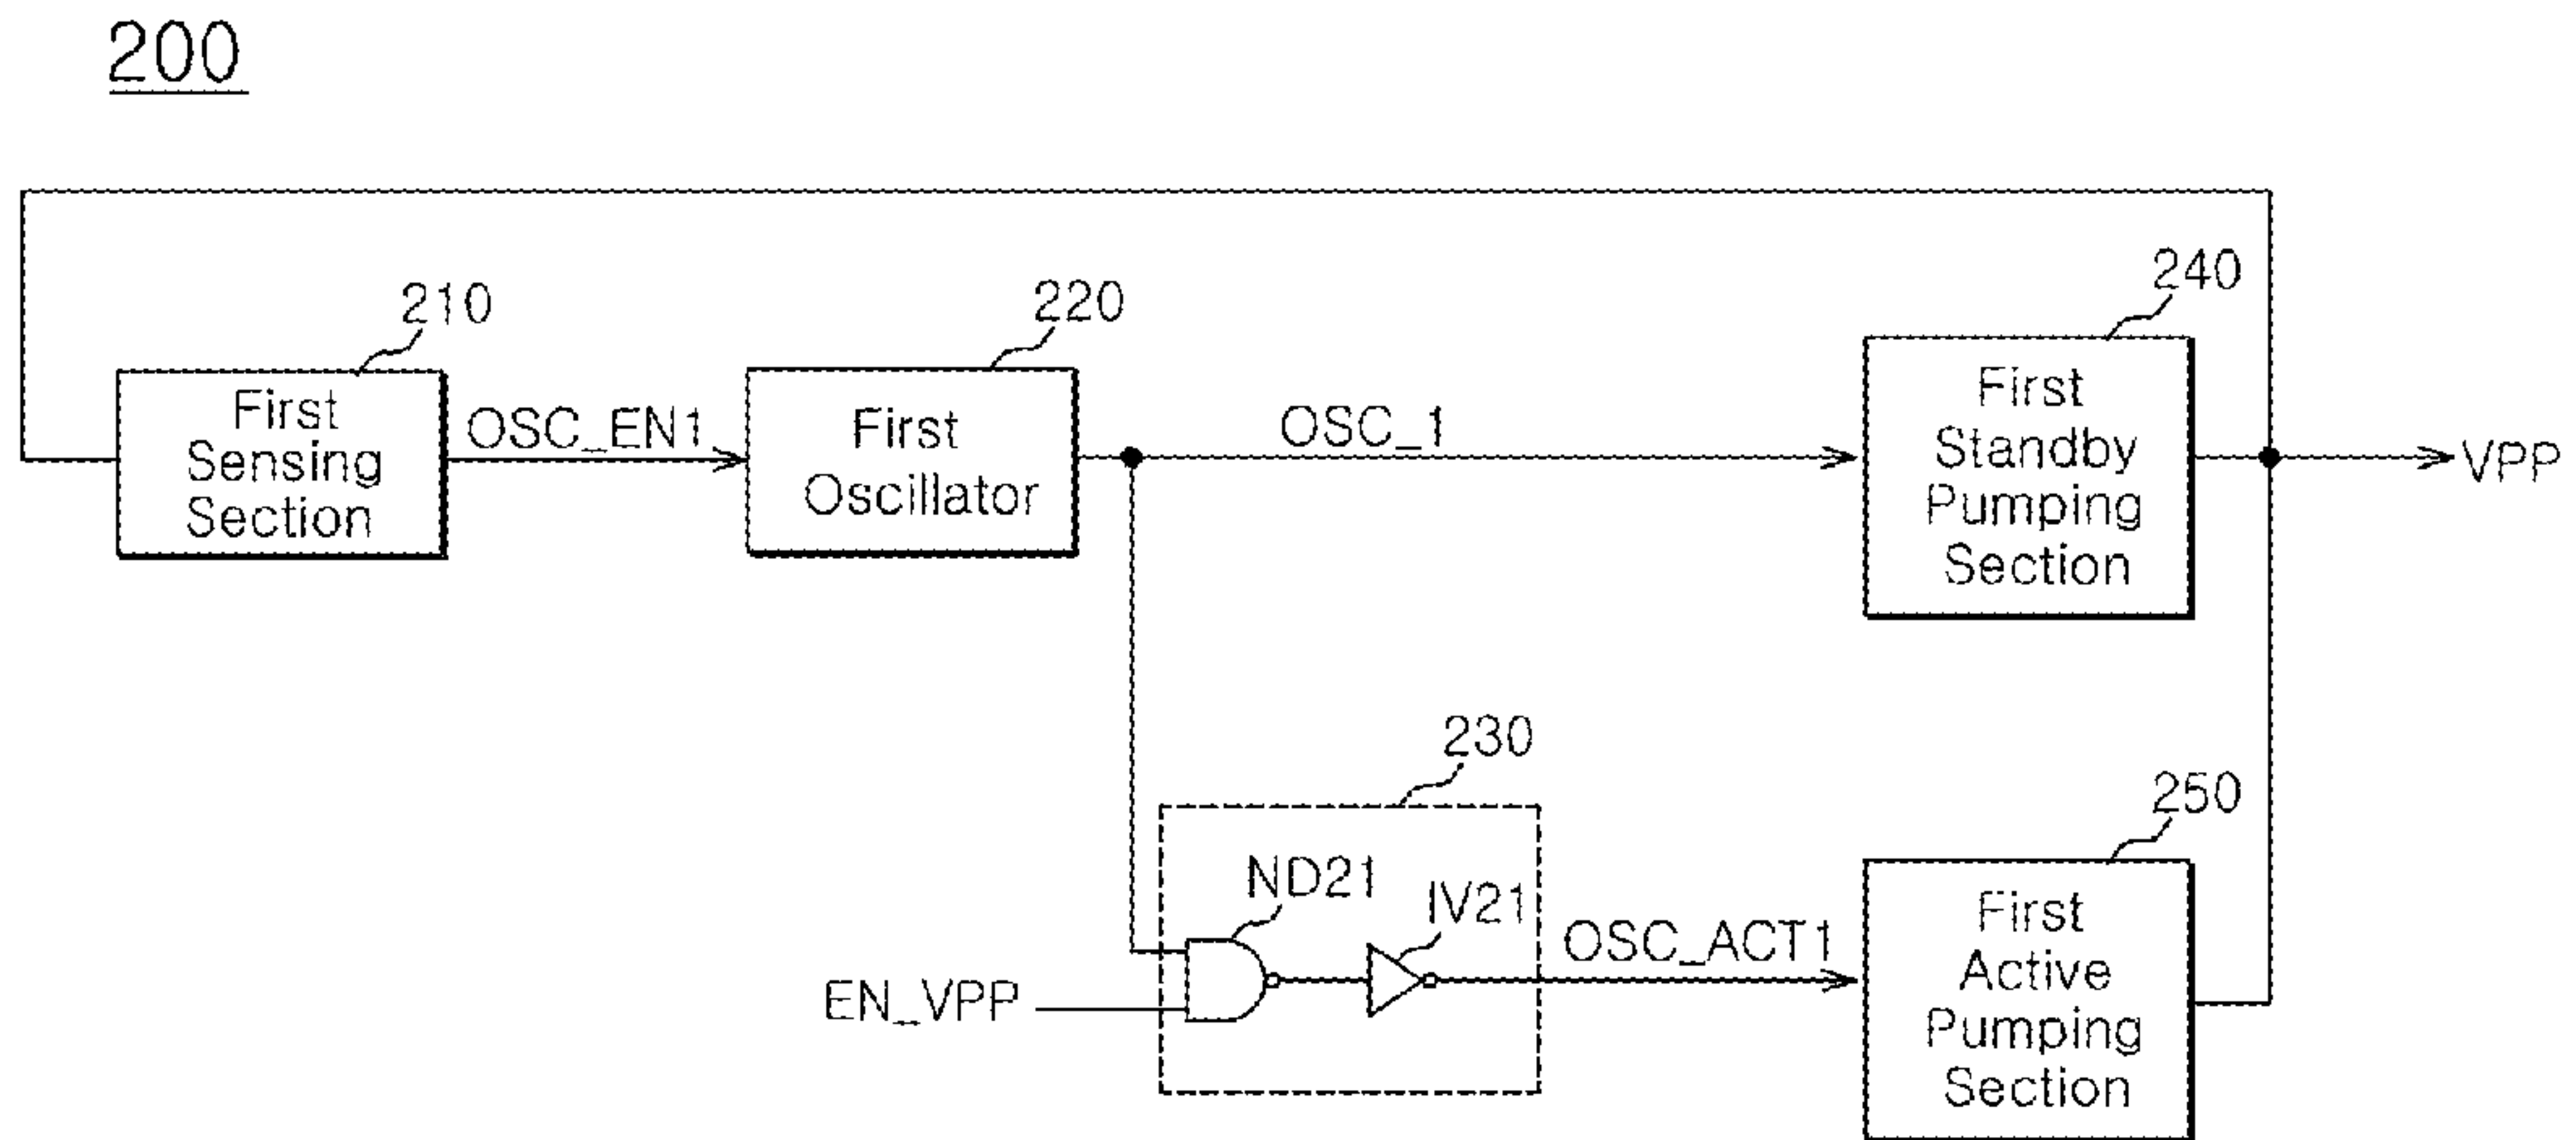 200
210
First
Sensing
Section
OSC_EN1
220
First
Oscillator
OSC_1
240
First
Standby
Pumping
Section
VPP
230
ND21
IV21
EN_VPP
OSC_ACT1
250
First
Active
Pumping
Section